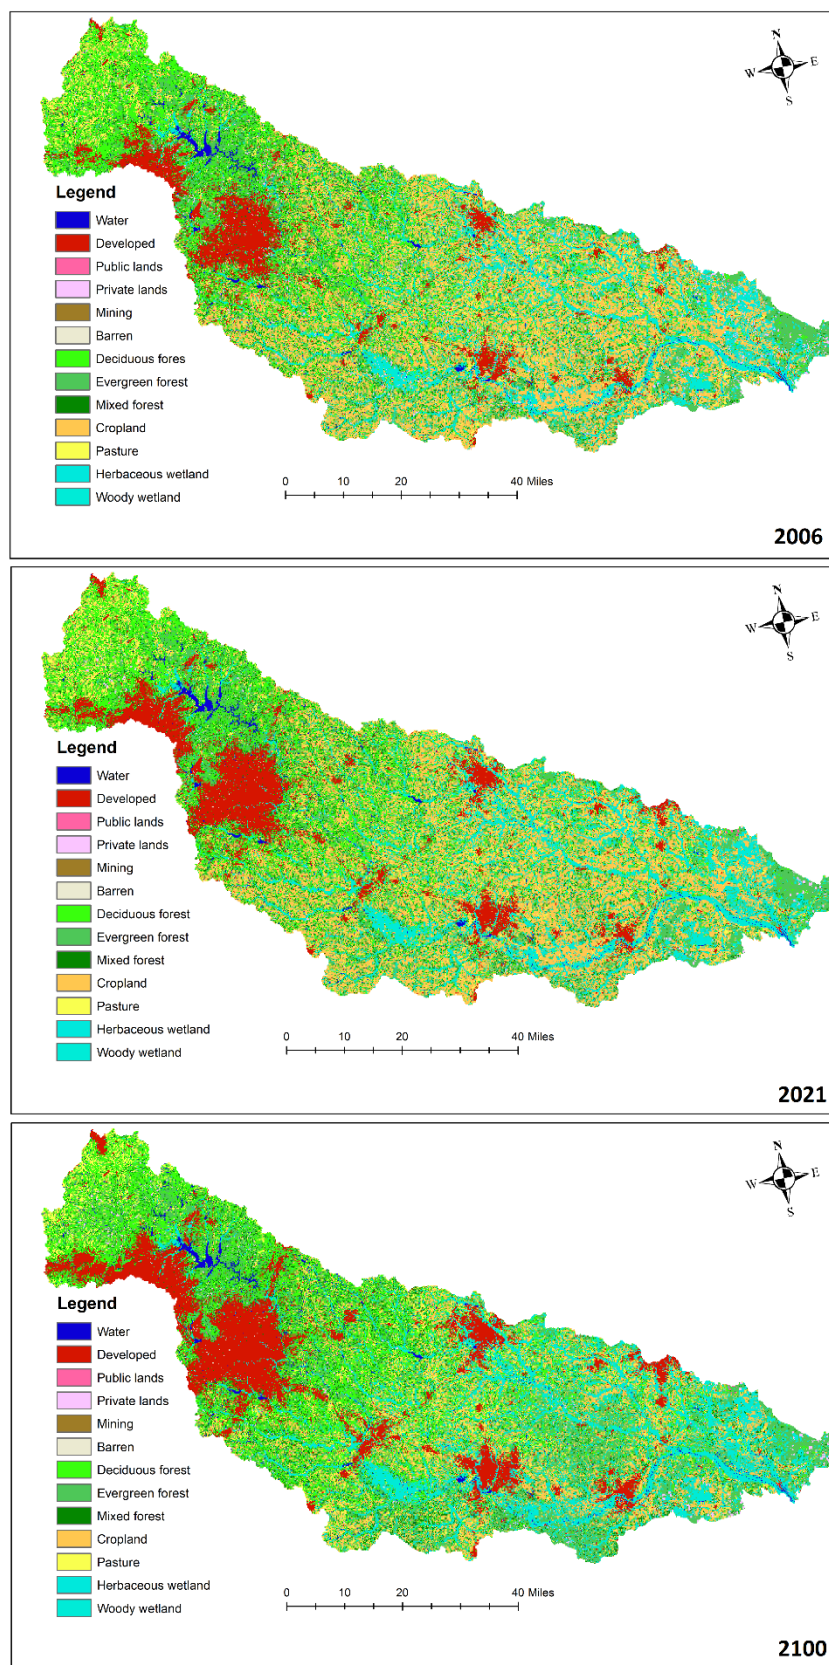 N
W E
S
Legend
Water
Developed
Public lands
Private lands
Mining
Barren
Deciduous fores
Evergreen forest
Mixed forest
Cropland
Pasture
Herbaceous wetland
Woody wetland
0 10 20 40 Miles
2006
N
W E
S
Legend
Water
Developed
Public lands
Private lands
Mining
Barren
Deciduous forest
Evergreen forest
Mixed forest
Cropland
Pasture
Herbaceous wetland
Woody wetland
0 10 20 40 Miles
2021
N
W E
S
Legend
Water
Developed
Public lands
Private lands
Mining
Barren
Deciduous forest
Evergreen forest
Mixed forest
Cropland
Pasture
Herbaceous wetland
Woody wetland
0 10 20 40 Miles
2100